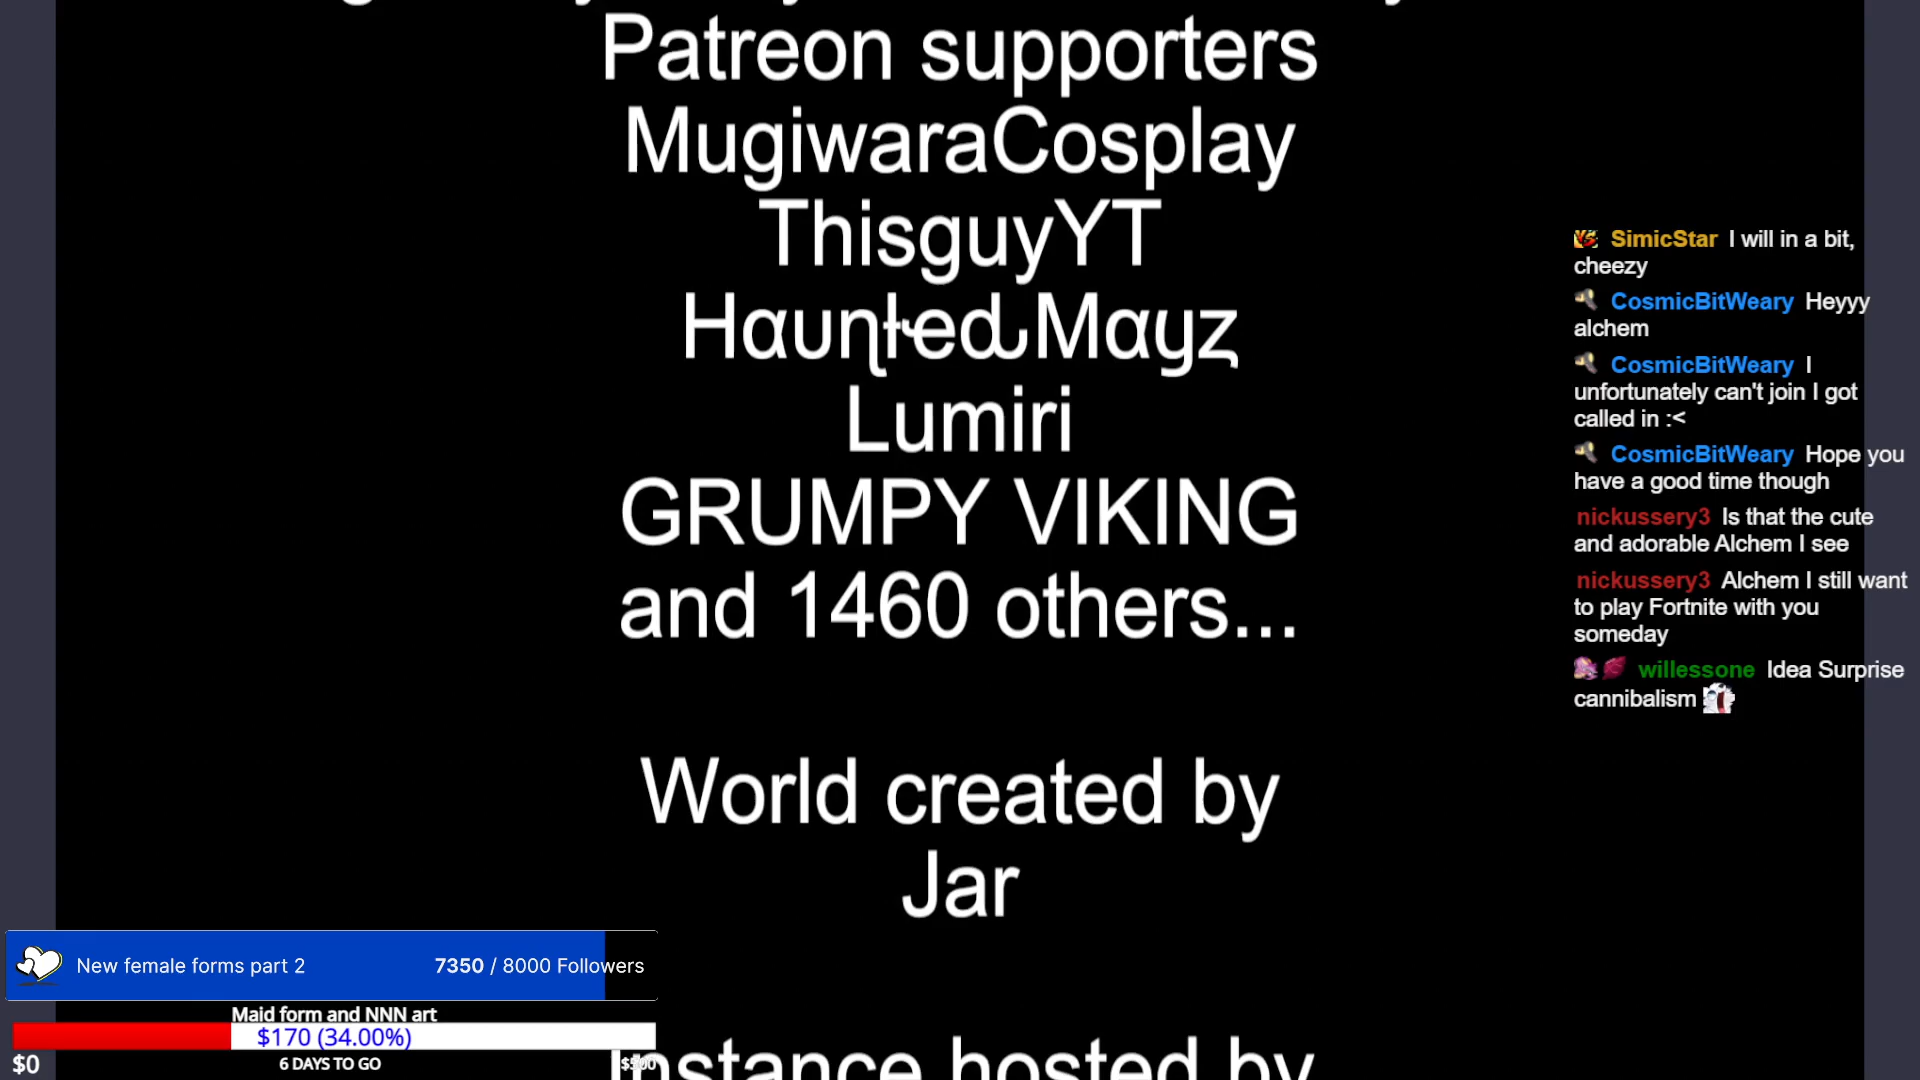 Patreon supporters
MugiwaraCosplay
ThisguyYT
HαuɳƚҽԃMαყȥ
Lumiri
GRUMPY VIKING
and 1460 others...
World created by
Jar
Instance hosted by
SimicStar I will in a bit,
cheezy
CosmicBitWeary Heyyy
alchem
CosmicBitWeary I
unfortunately can't join I got
called in :<
CosmicBitWeary Hope you
have a good time though
nickussery3 Is that the cute
and adorable Alchem I see
nickussery3 Alchem I still want
to play Fortnite with you
someday
willessone Idea Surprise
cannibalism
New female forms part 2 7350 / 8000 Followers
Maid form and NNN art
$170 (34.00%)
$0 6 DAYS TO GO $500